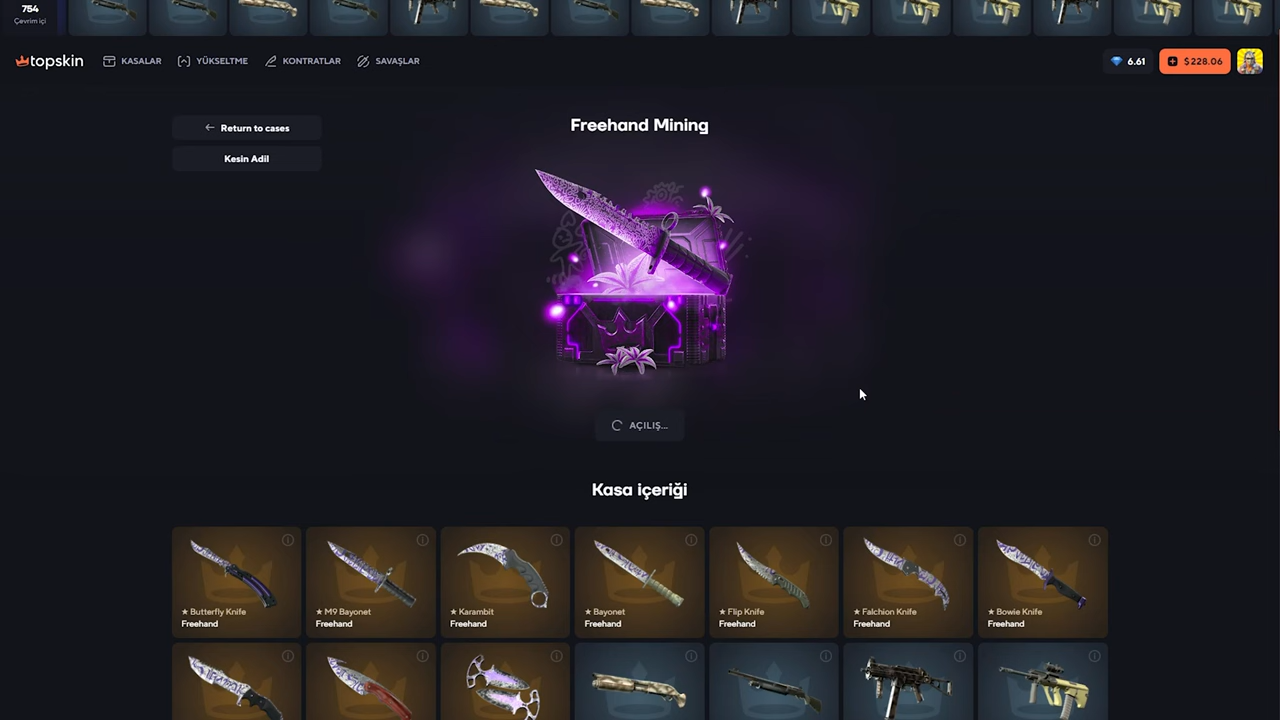 754
Çevrim içi
topskin
KASALAR
YÜKSELTME
KONTRATLAR
SAVAŞLAR
6.61
$228.06
← Return to cases
Freehand Mining
Kesin Adil
AÇILIŞ...
Kasa içeriği
★ Butterfly Knife
Freehand
★ M9 Bayonet
Freehand
★ Karambit
Freehand
★ Bayonet
Freehand
★ Flip Knife
Freehand
★ Falchion Knife
Freehand
★ Bowie Knife
Freehand